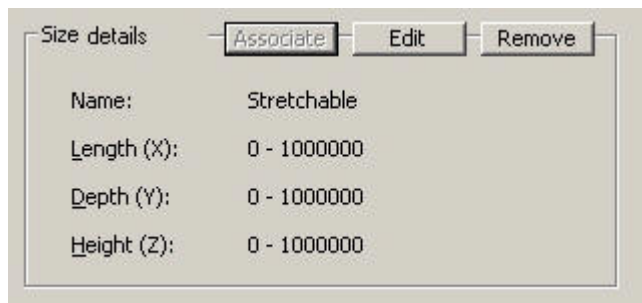 Size details Associate Edit Remove
Name: Stretchable
Length (X): 0 - 1000000
Depth (Y): 0 - 1000000
Height (Z): 0 - 1000000